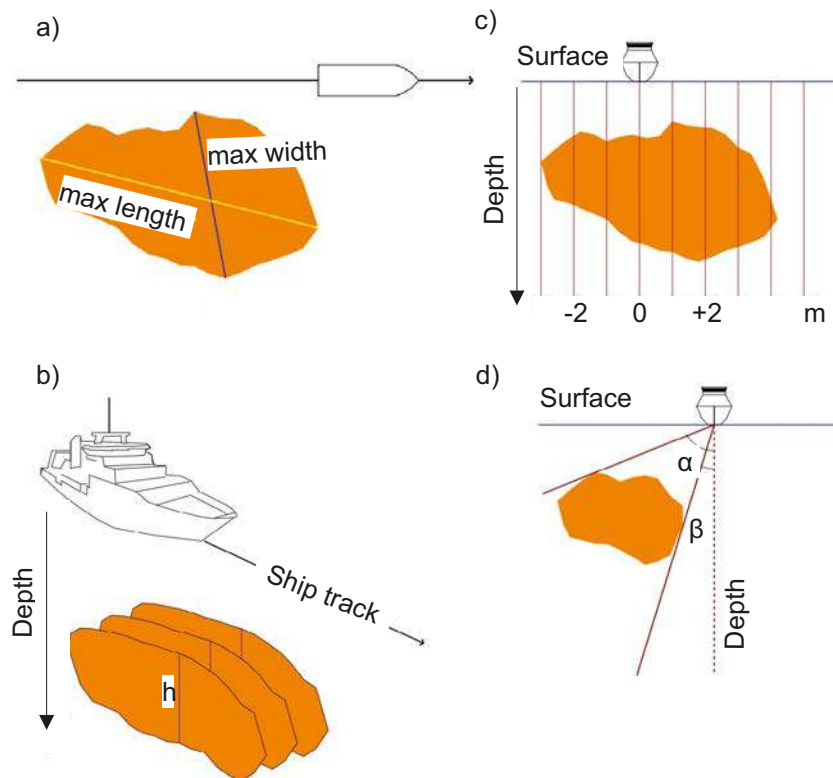 a)
max width
max length
b)
Depth
Ship track
h
c)
Surface
Depth
-2 0 +2 m
d)
Surface
α
β
Depth